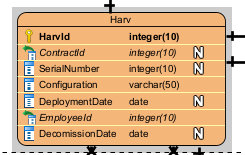 Harv
HarvId integer(10)
ContractId integer(10) N
SerialNumber integer(10) N
Configuration varchar(50)
DeploymentDate date N
EmployeeId integer(10)
DecomissionDate date N